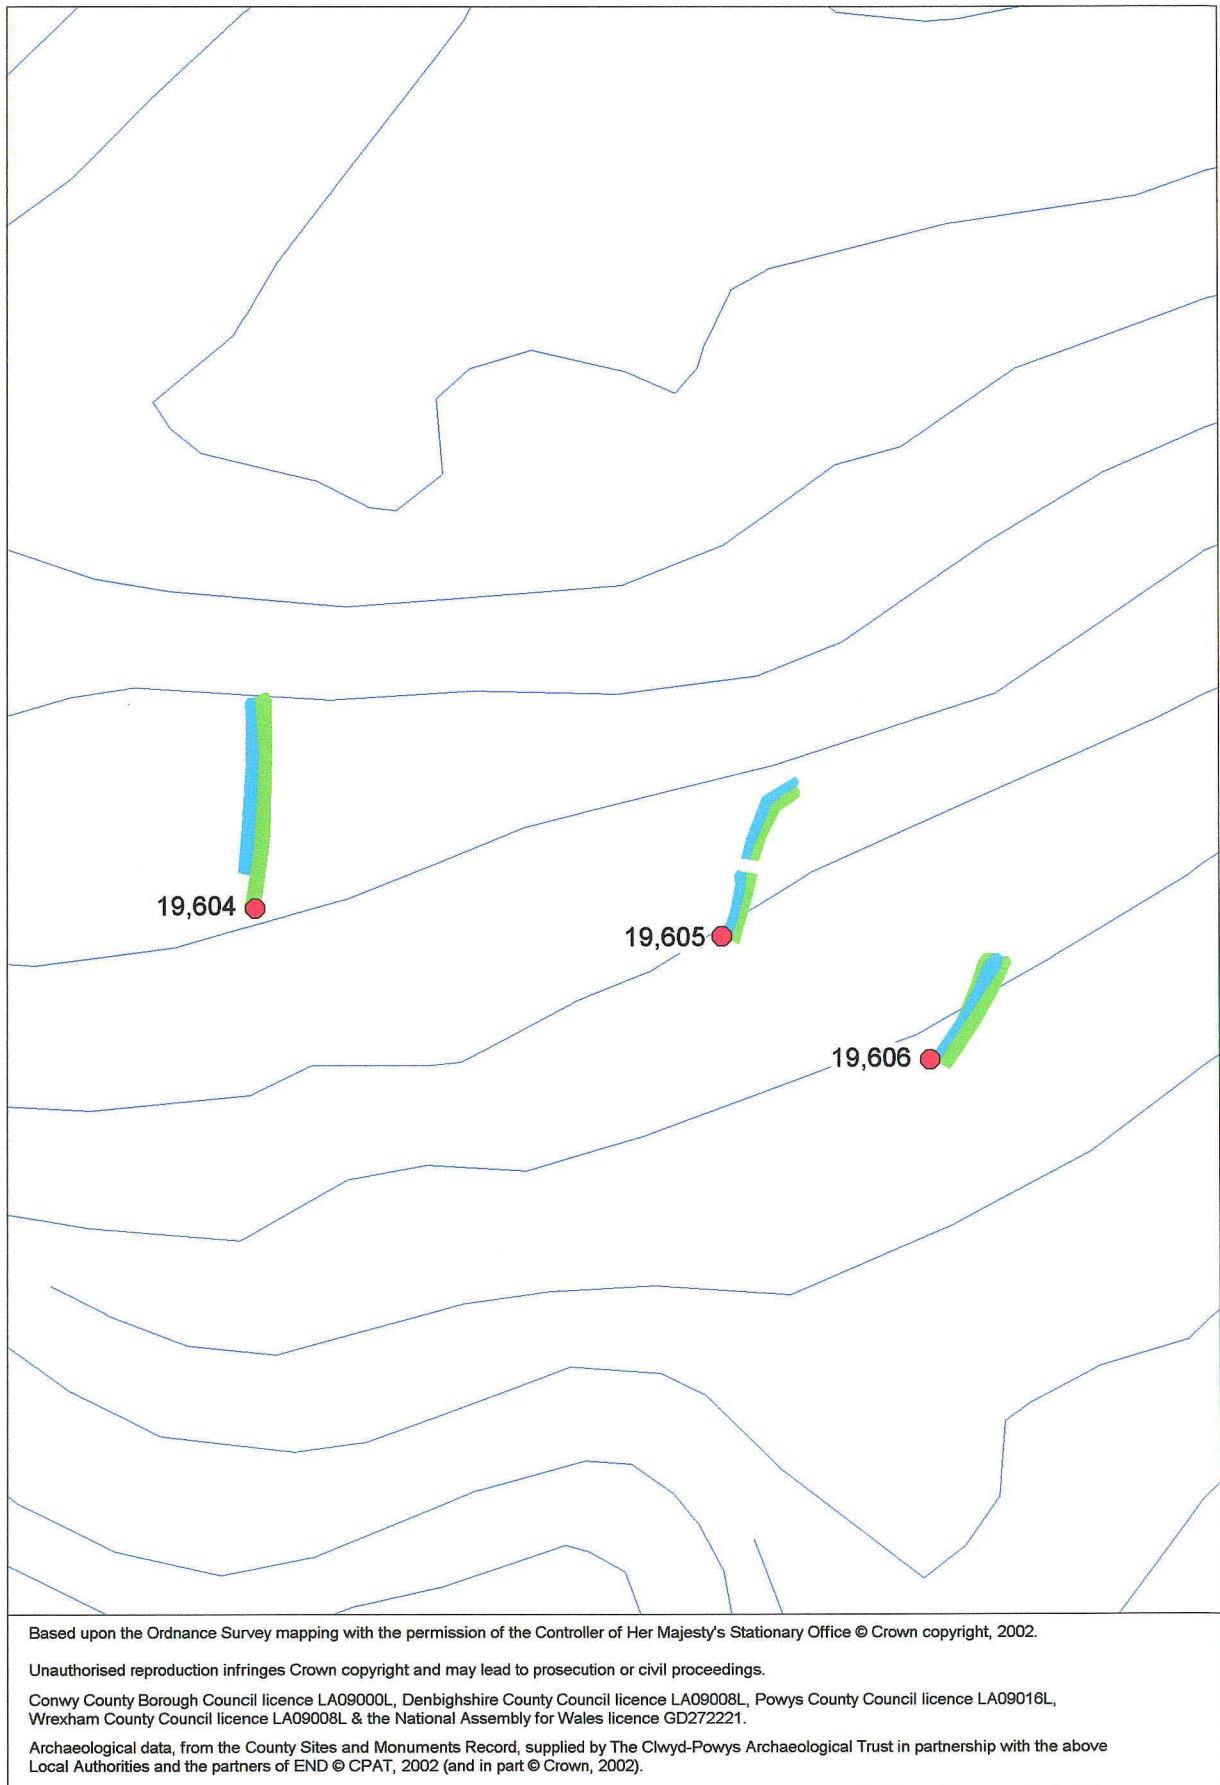 19,604
19,605
19,606
Based upon the Ordnance Survey mapping with the permission of the Controller of Her Majesty's Stationary Office © Crown copyright, 2002.
Unauthorised reproduction infringes Crown copyright and may lead to prosecution or civil proceedings.
Conwy County Borough Council licence LA09000L, Denbighshire County Council licence LA09008L, Powys County Council licence LA09016L,
Wrexham County Council licence LA09008L & the National Assembly for Wales licence GD272221.
Archaeological data, from the County Sites and Monuments Record, supplied by The Clwyd-Powys Archaeological Trust in partnership with the above
Local Authorities and the partners of END © CPAT, 2002 (and in part © Crown, 2002).